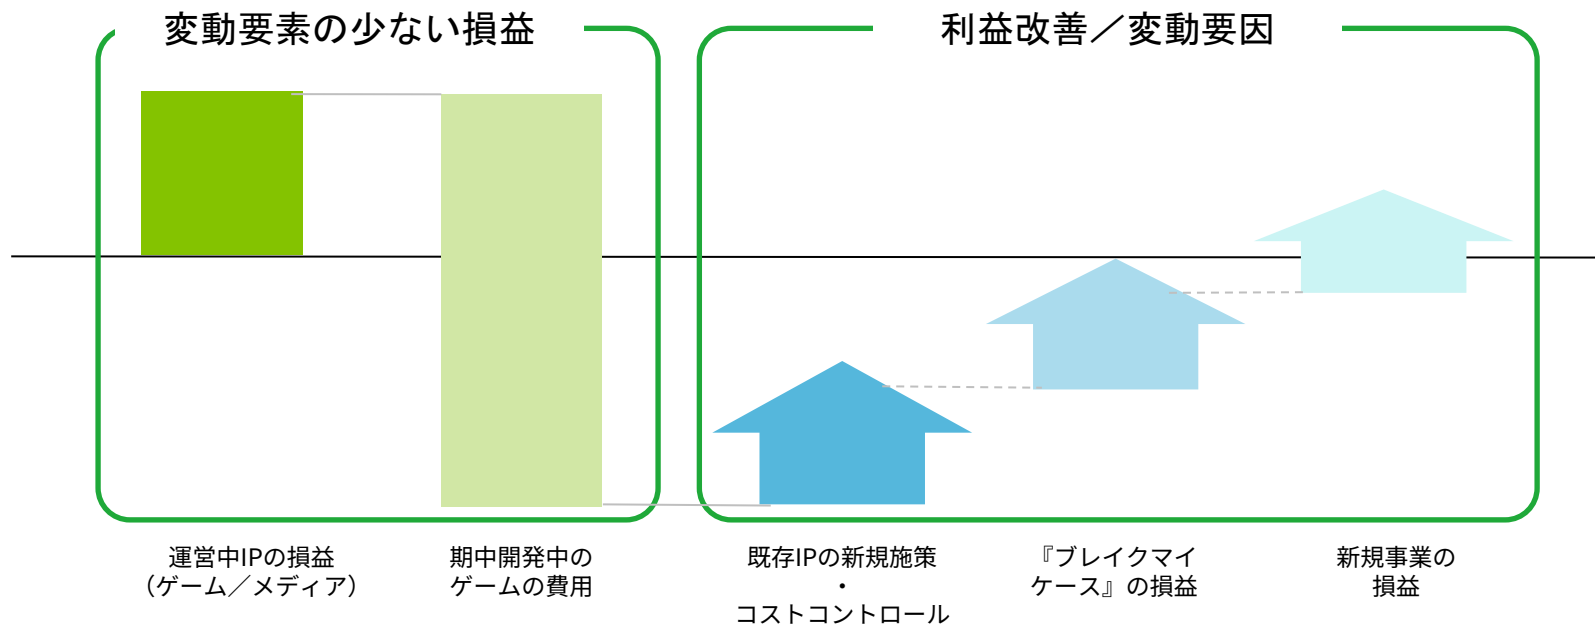 変動要素の少ない損益
利益改善／変動要因
運営中IPの損益
（ゲーム／メディア）
期中開発中の
ゲームの費用
既存IPの新規施策
・
コストコントロール
『ブレイクマイ
ケース』の損益
新規事業の
損益